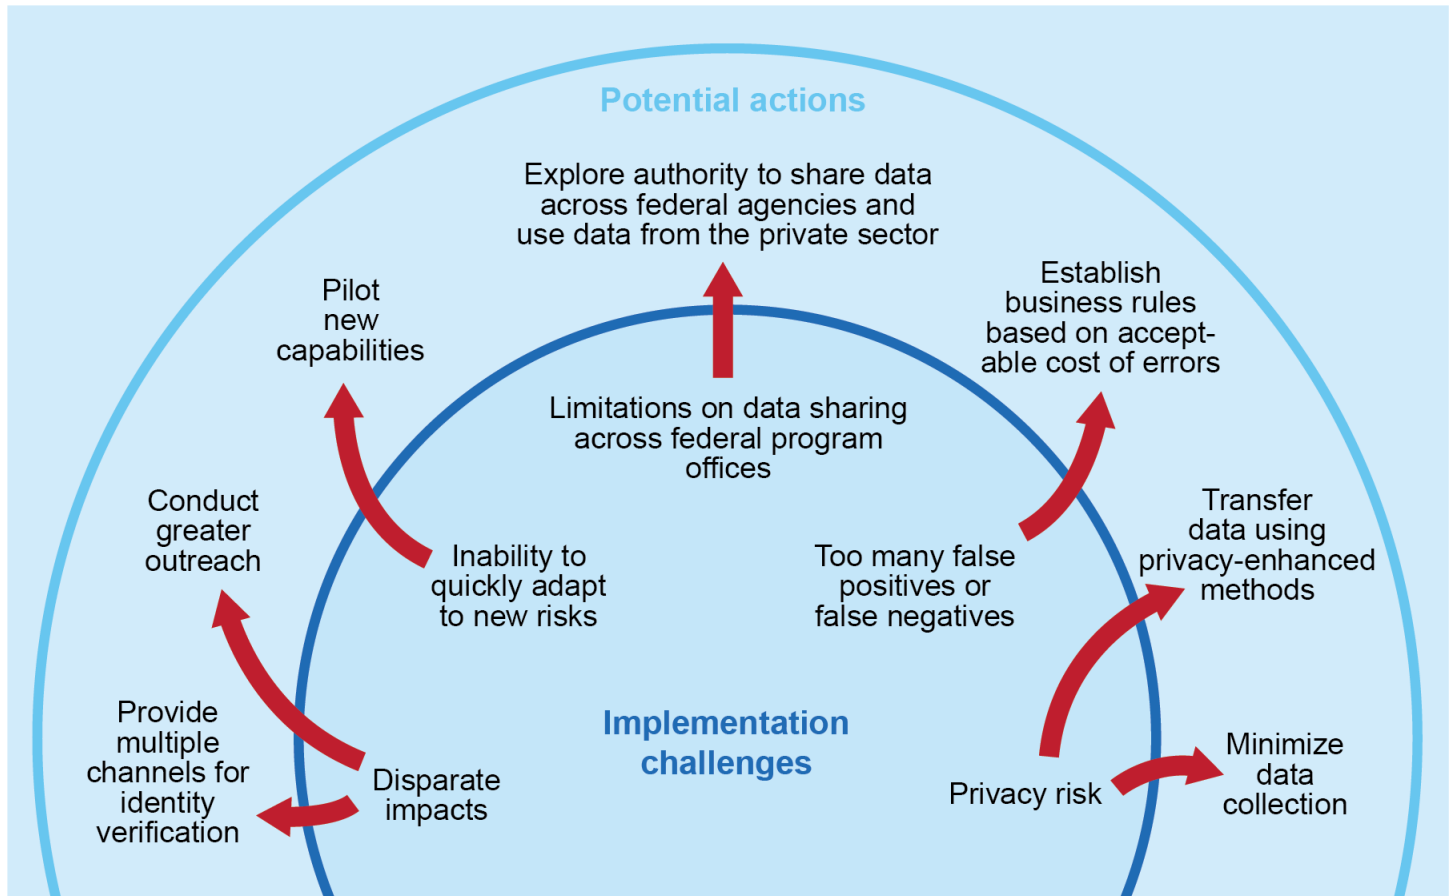 Potential actions
Explore authority to share data
across federal agencies and
use data from the private sector
Pilot
new
capabilities
Establish
business rules
based on accept-
able cost of errors
Limitations on data sharing
across federal program
offices
Conduct
greater
outreach
Transfer
data using
privacy-enhanced
methods
Inability to
quickly adapt
to new risks
Too many false
positives or
false negatives
Provide
multiple
channels for
identity
verification
Implementation
challenges
Disparate
impacts
Privacy risk
Minimize
data
collection